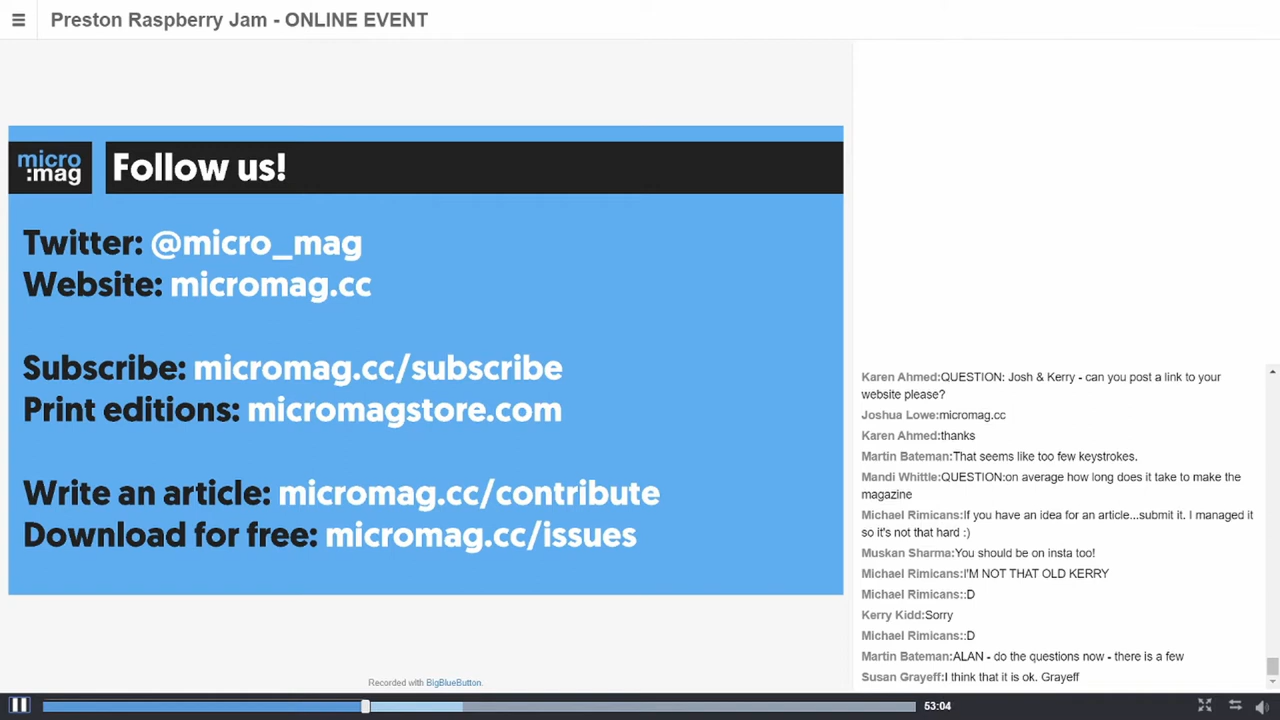 Preston Raspberry Jam - ONLINE EVENT
micro
:mag
Follow us!
Twitter: @micro_mag
Website: micromag.cc
Subscribe: micromag.cc/subscribe
Print editions: micromagstore.com
Write an article: micromag.cc/contribute
Download for free: micromag.cc/issues
Karen Ahmed:QUESTION: Josh & Kerry - can you post a link to your
website please?
Joshua Lowe:micromag.cc
Karen Ahmed:thanks
Martin Bateman:That seems like too few keystrokes.
Mandi Whittle:QUESTION:on average how long does it take to make the
magazine
Michael Rimicans:If you have an idea for an article...submit it. I managed it
so it's not that hard :)
Muskan Sharma:You should be on insta too!
Michael Rimicans:I'M NOT THAT OLD KERRY
Michael Rimicans::D
Kerry Kidd:Sorry
Michael Rimicans::D
Martin Bateman:ALAN - do the questions now - there is a few
Susan Grayeff:I think that it is ok. Grayeff
Recorded with BigBlueButton.
53:04